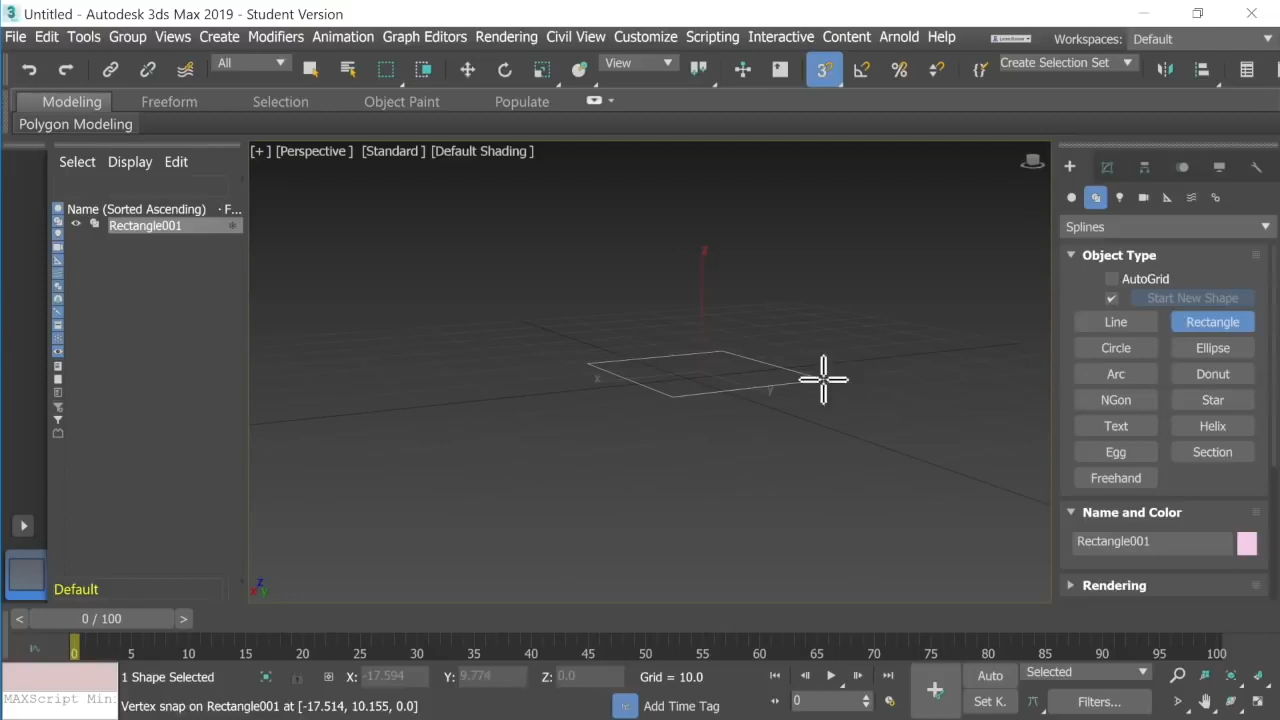 Untitled - Autodesk 3ds Max 2019 - Student Version
File Edit Tools Group Views Create Modifiers Animation Graph Editors Rendering Civil View Customize Scripting Interactive Content Arnold Help Workspaces: Default
All View 3 Create Selection Set
Modeling Freeform Selection Object Paint Populate
Polygon Modeling
Select Display Edit
[+] [Perspective] [Standard] [Default Shading]
Name (Sorted Ascending) F...
Rectangle001
z
x
y
Splines
Object Type
AutoGrid
Start New Shape
Line Rectangle
Circle Ellipse
Arc Donut
NGon Star
Text Helix
Egg Section
Freehand
Name and Color
Rectangle001
Rendering
Default
z
x y
< 0 / 100 >
0 5 10 15 20 25 30 35 40 45 50 55 60 65 70 75 80 85 90 95 100
1 Shape Selected X: -17.594 Y: 9.774 Z: 0.0 Grid = 10.0 Auto Selected
MAXScript Min
Vertex snap on Rectangle001 at [-17.514, 10.155, 0.0] Add Time Tag 0 Set K. Filters...